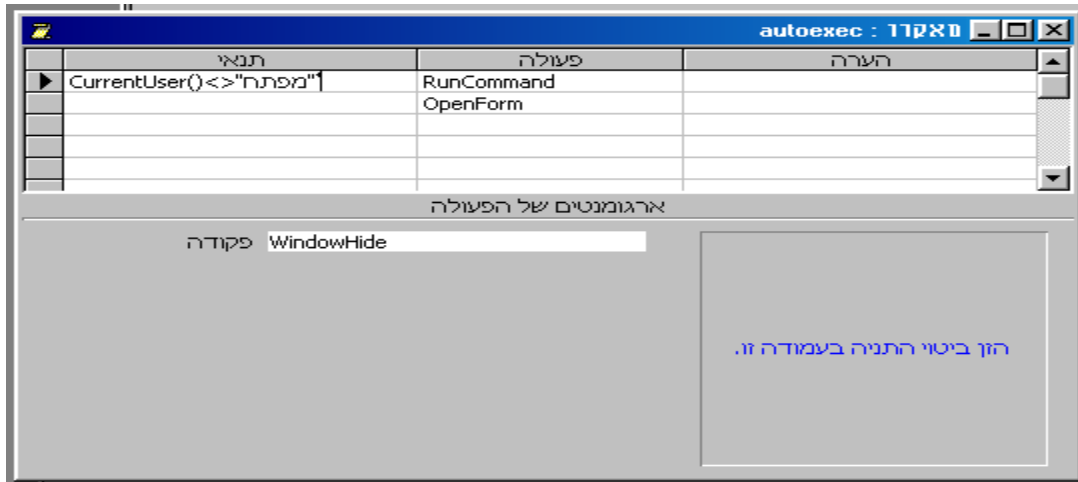 autoexec : מאקרו
תנאי פעולה הערה
CurrentUser()<>"מפתח" RunCommand
OpenForm
ארגומנטים של הפעולה
פקודה WindowHide
הזן ביטוי התניה בעמודה זו.